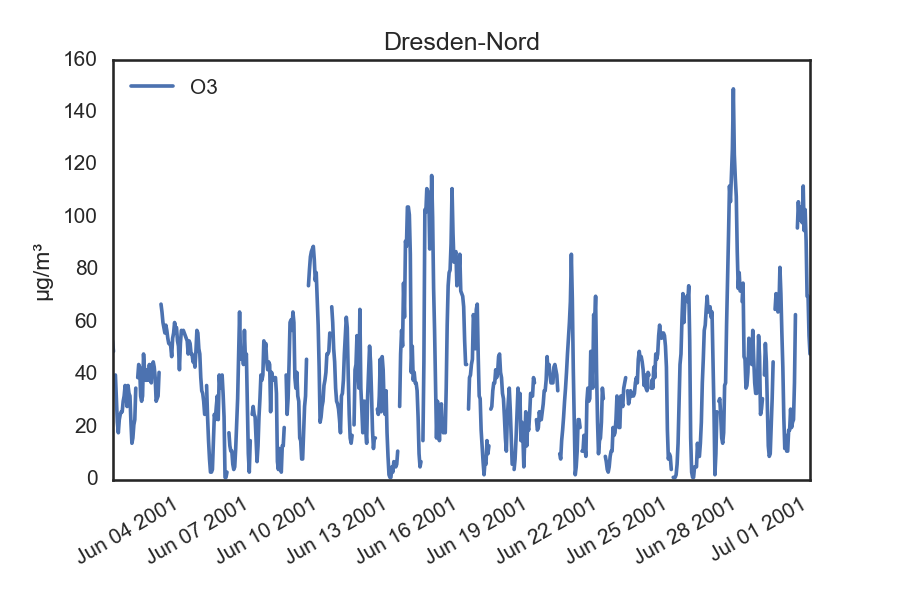 Dresden-Nord
O3
µg/m³
160
140
120
100
80
60
40
20
0
Jun 04 2001
Jun 07 2001
Jun 10 2001
Jun 13 2001
Jun 16 2001
Jun 19 2001
Jun 22 2001
Jun 25 2001
Jun 28 2001
Jul 01 2001